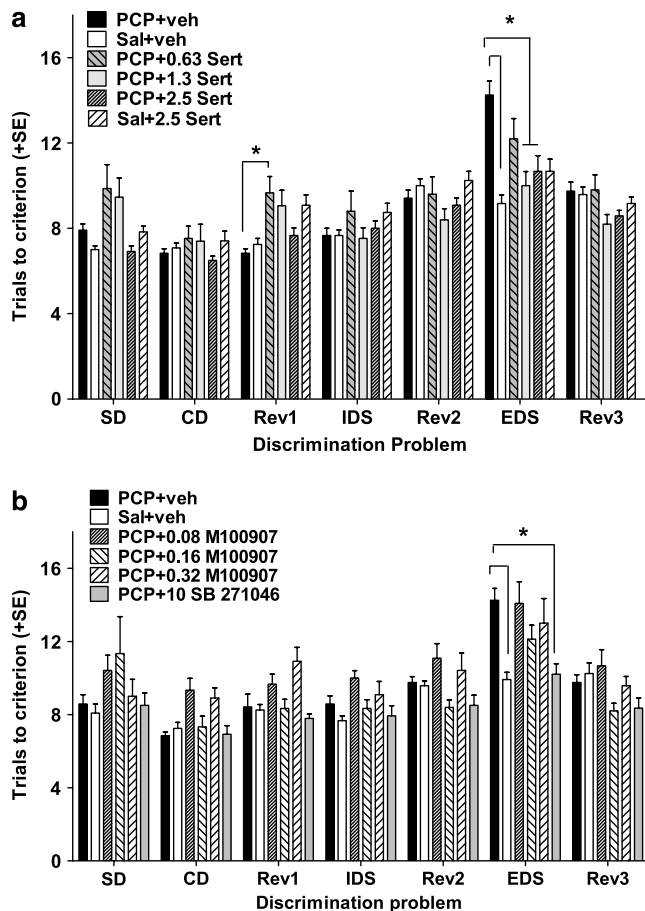 a
PCP+veh
Sal+veh
PCP+0.63 Sert
PCP+1.3 Sert
PCP+2.5 Sert
Sal+2.5 Sert
*
*
Trials to criterion (+SE)
16
12
8
4
0
SD CD Rev1 IDS Rev2 EDS Rev3
Discrimination Problem
b
PCP+veh
Sal+veh
PCP+0.08 M100907
PCP+0.16 M100907
PCP+0.32 M100907
PCP+10 SB 271046
*
Trials to criterion (+SE)
16
12
8
4
0
SD CD Rev1 IDS Rev2 EDS Rev3
Discrimination problem